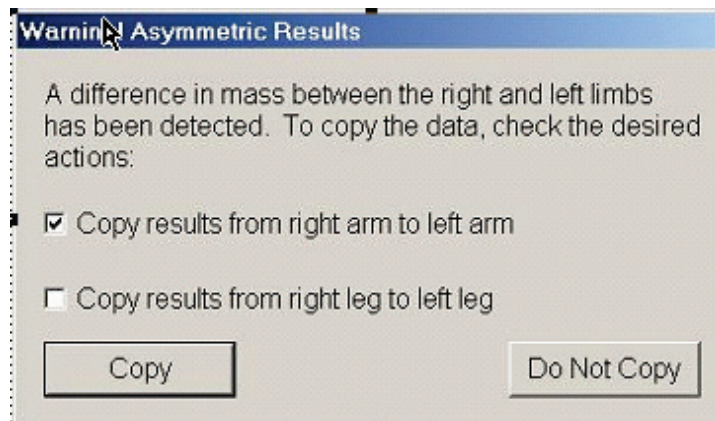 Warning! Asymmetric Results
A difference in mass between the right and left limbs
has been detected. To copy the data, check the desired
actions:
Copy results from right arm to left arm
Copy results from right leg to left leg
Copy
Do Not Copy